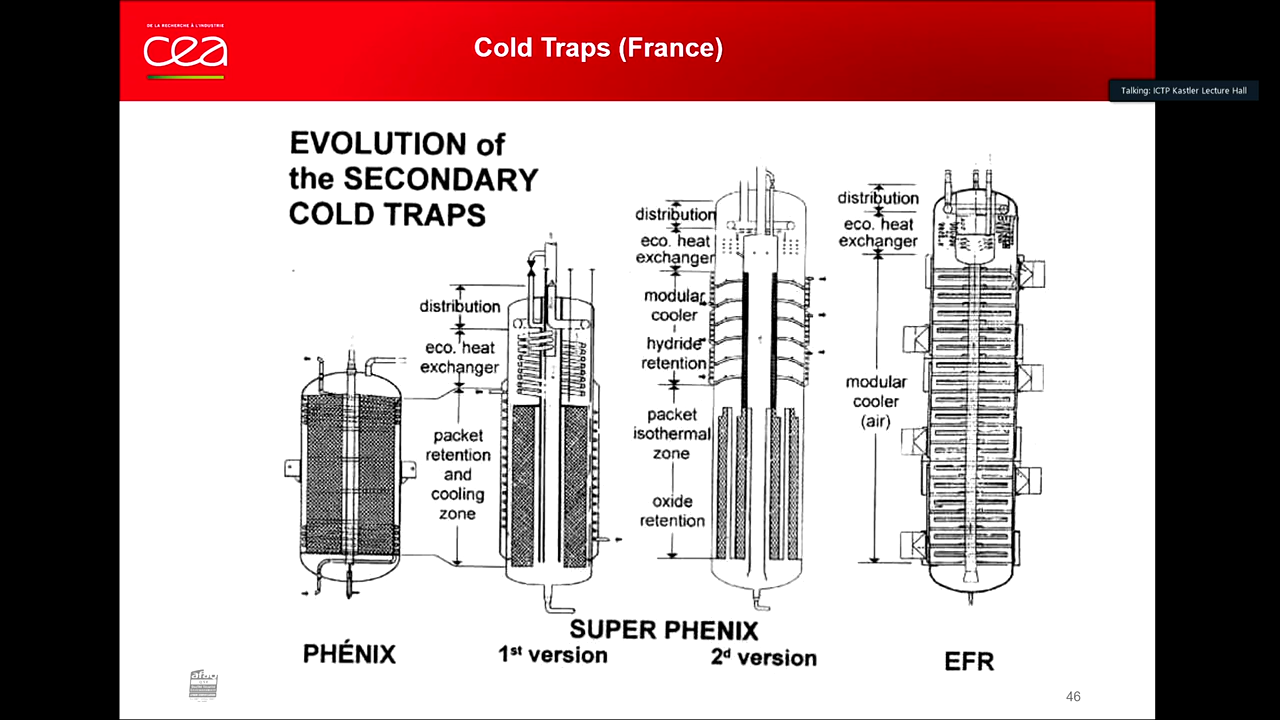 DE LA RECHERCHE À L'INDUSTRIE
cea
Cold Traps (France)
Talking: ICTP Kastler Lecture Hall
EVOLUTION of
the SECONDARY
COLD TRAPS
distribution
eco. heat
exchanger
packet
retention
and
cooling
zone
distribution
eco. heat
exchanger
modular
cooler
hydride
retention
packet
isothermal
zone
oxide
retention
distribution
eco. heat
exchanger
modular
cooler
(air)
PHÉNIX
SUPER PHENIX
1st version
2d version
EFR
46